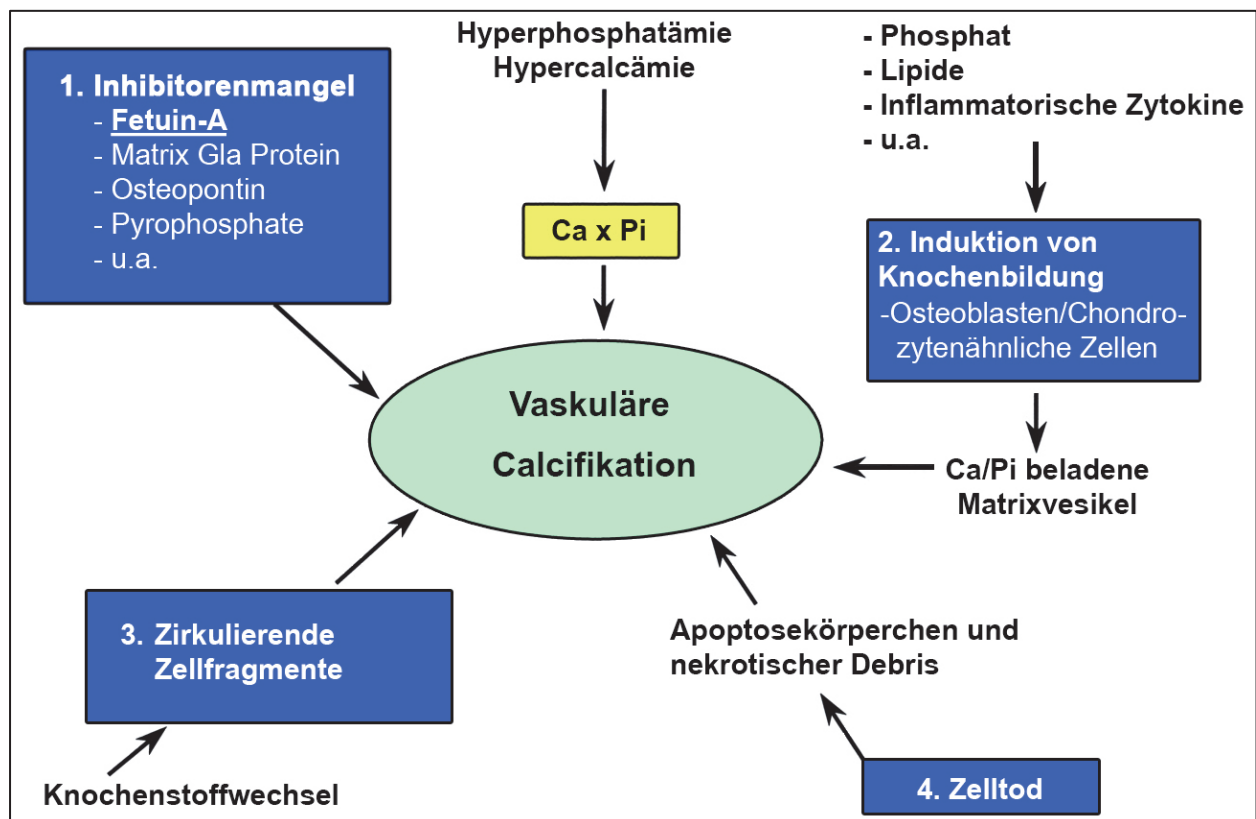 1. Inhibitorenmangel
- Fetuin-A
- Matrix Gla Protein
- Osteopontin
- Pyrophosphate
- u.a.
Hyperphosphatämie
Hypercalcämie
Ca x Pi
- Phosphat
- Lipide
- Inflammatorische Zytokine
- u.a.
2. Induktion von
Knochenbildung
-Osteoblasten/Chondro-
zytenähnliche Zellen
Vaskuläre
Calcifikation
Ca/Pi beladene
Matrixvesikel
3. Zirkulierende
Zellfragmente
Knochenstoffwechsel
Apoptosekörperchen und
nekrotischer Debris
4. Zelltod